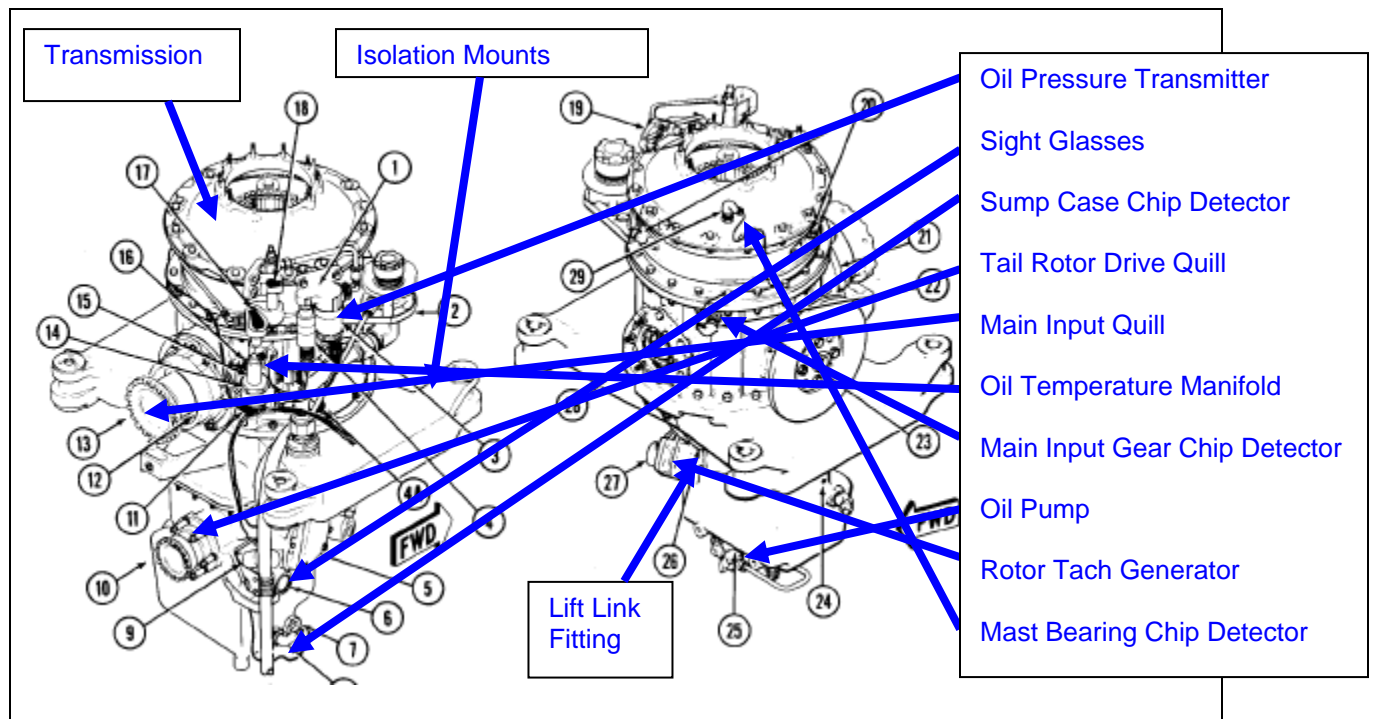 Transmission
Isolation Mounts
Oil Pressure Transmitter
Sight Glasses
Sump Case Chip Detector
Tail Rotor Drive Quill
Main Input Quill
Oil Temperature Manifold
Main Input Gear Chip Detector
Oil Pump
Rotor Tach Generator
Mast Bearing Chip Detector
Lift Link
Fitting
18
17
1
16
15
14
2
13
12
3
11
4A
4
FWD
10
5
9
6
7
19
20
21
29
22
28
23
27
26
FWD
24
25